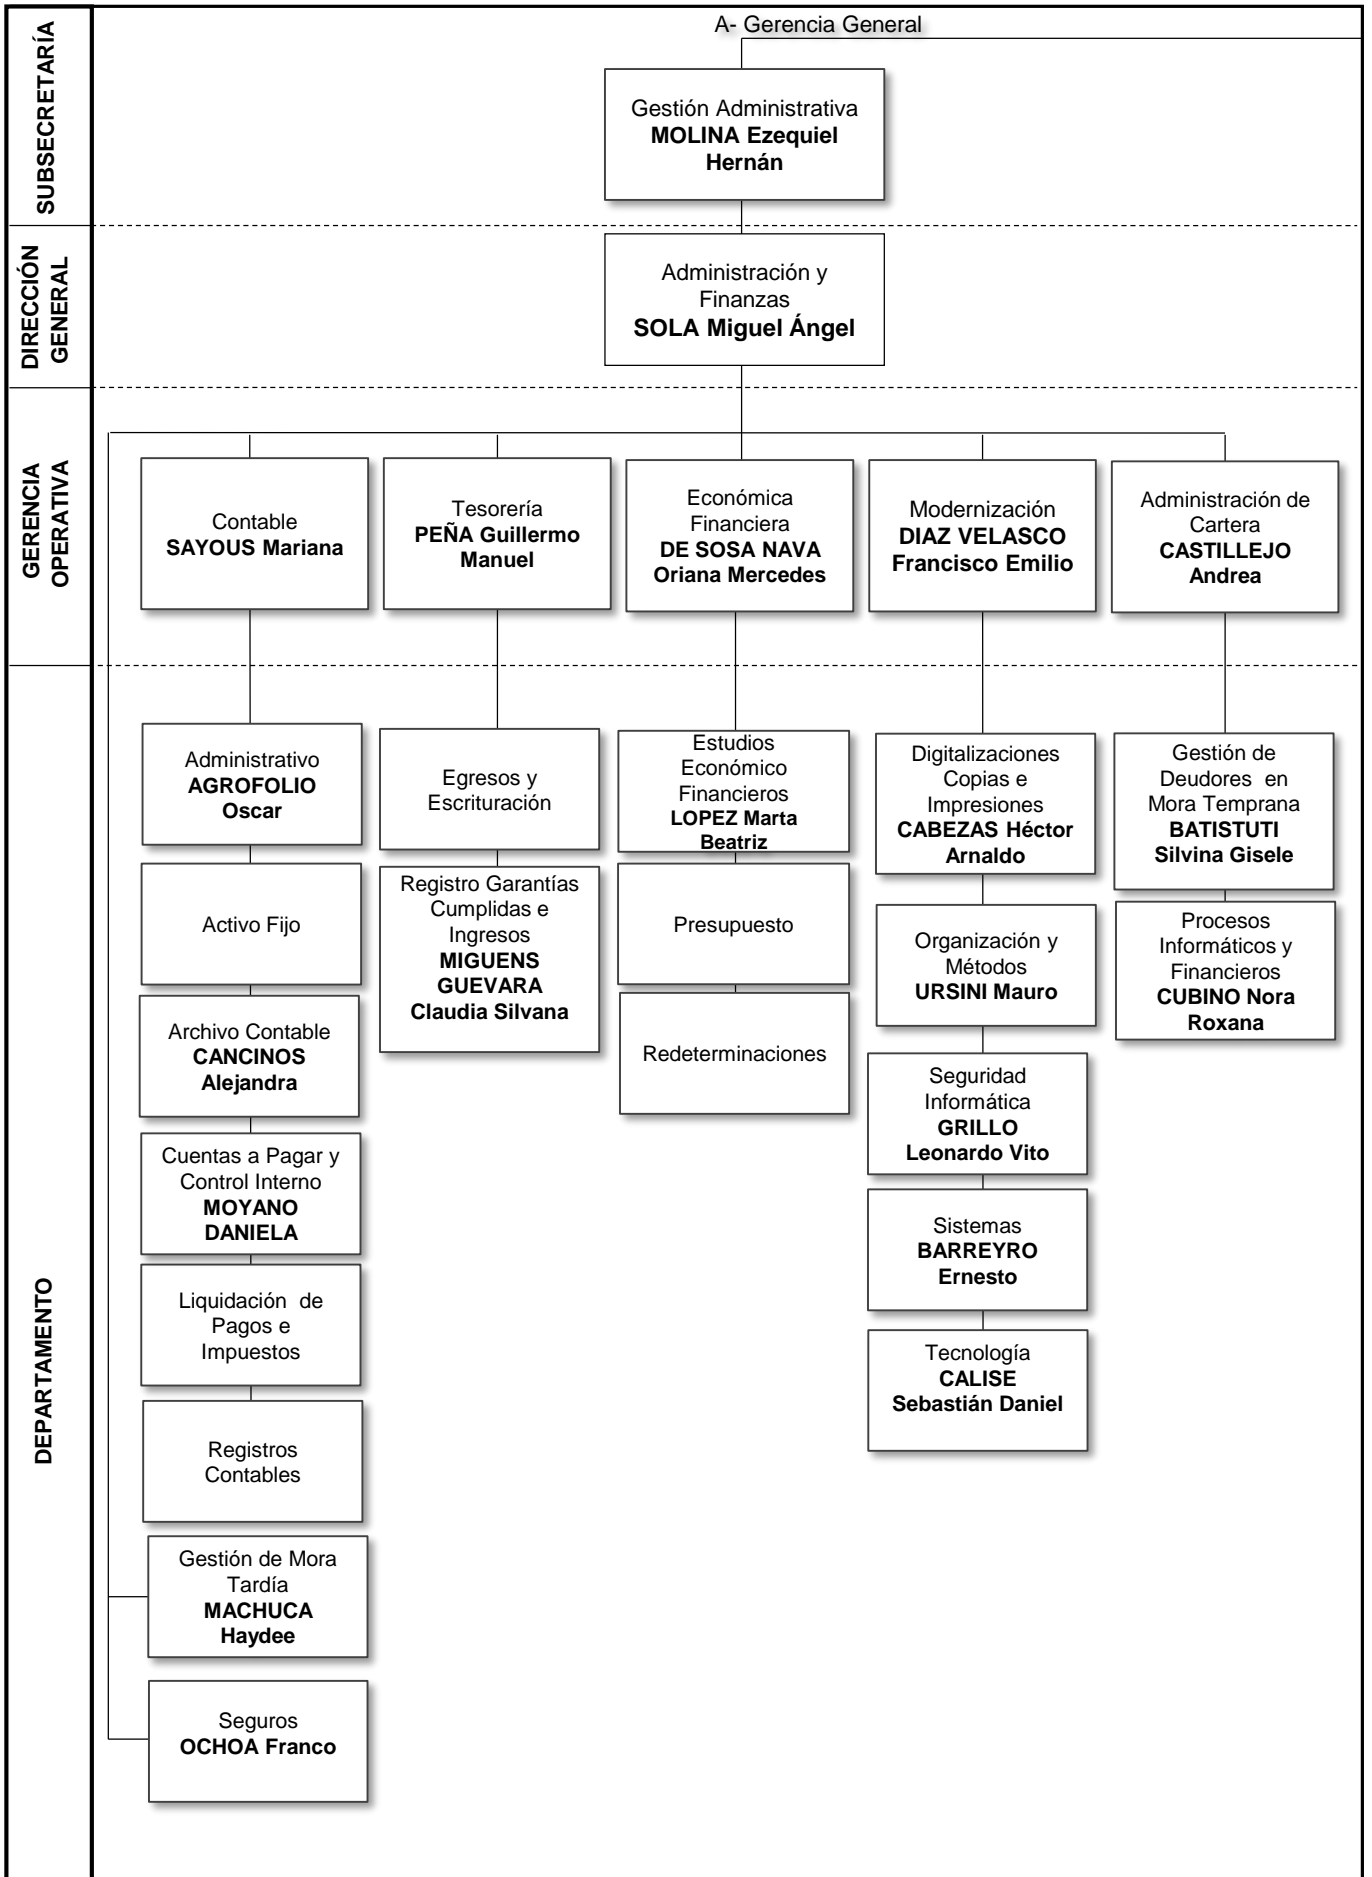 A- Gerencia General
SUBSECRETARÍA
Gestión Administrativa
MOLINA Ezequiel
Hernán
DIRECCIÓN
GENERAL
Administración y
Finanzas
SOLA Miguel Ángel
GERENCIA
OPERATIVA
Contable
SAYOUS Mariana
Tesorería
PEÑA Guillermo
Manuel
Económica
Financiera
DE SOSA NAVA
Oriana Mercedes
Modernización
DIAZ VELASCO
Francisco Emilio
Administración de
Cartera
CASTILLEJO
Andrea
DEPARTAMENTO
Administrativo
AGROFOLIO
Oscar
Activo Fijo
Archivo Contable
CANCINOS
Alejandra
Cuentas a Pagar y
Control Interno
MOYANO
DANIELA
Liquidación de
Pagos e
Impuestos
Registros
Contables
Gestión de Mora
Tardía
MACHUCA
Haydee
Seguros
OCHOA Franco
Egresos y
Escrituración
Registro Garantías
Cumplidas e
Ingresos
MIGUENS
GUEVARA
Claudia Silvana
Estudios
Económico
Financieros
LOPEZ Marta
Beatriz
Presupuesto
Redeterminaciones
Digitalizaciones
Copias e
Impresiones
CABEZAS Héctor
Arnaldo
Organización y
Métodos
URSINI Mauro
Seguridad
Informática
GRILLO
Leonardo Vito
Sistemas
BARREYRO
Ernesto
Tecnología
CALISE
Sebastián Daniel
Gestión de
Deudores en
Mora Temprana
BATISTUTI
Silvina Gisele
Procesos
Informáticos y
Financieros
CUBINO Nora
Roxana